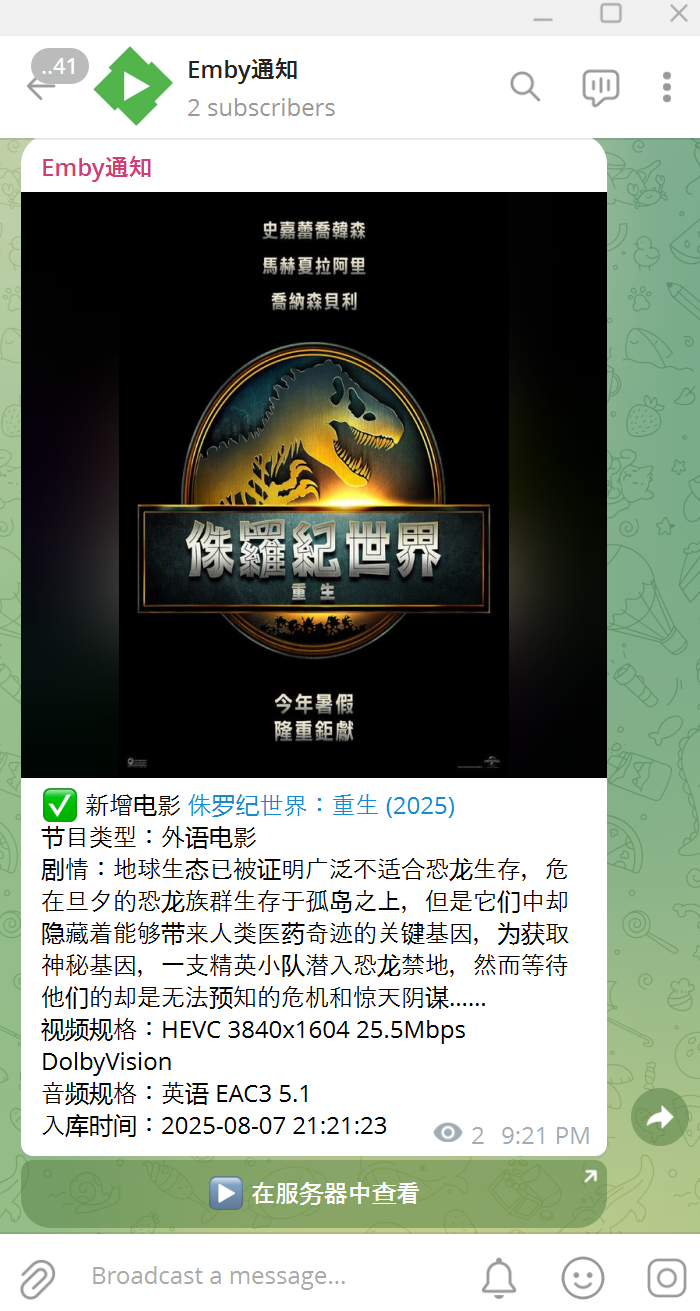 ..41
Emby通知
2 subscribers
Emby通知
史嘉蕾喬韓森
馬赫夏拉阿里
喬納森貝利
侏羅紀世界
重生
今年暑假
隆重鉅獻
✅ 新增电影 侏罗纪世界：重生 (2025)
节目类型：外语电影
剧情：地球生态已被证明广泛不适合恐龙生存，危
在旦夕的恐龙族群生存于孤岛之上，但是它们中却
隐藏着能够带来人类医药奇迹的关键基因，为获取
神秘基因，一支精英小队潜入恐龙禁地，然而等待
他们的却是无法预知的危机和惊天阴谋......
视频规格：HEVC 3840x1604 25.5Mbps
DolbyVision
音频规格：英语 EAC3 5.1
入库时间：2025-08-07 21:21:23
2 9:21 PM
▶️ 在服务器中查看
Broadcast a message...